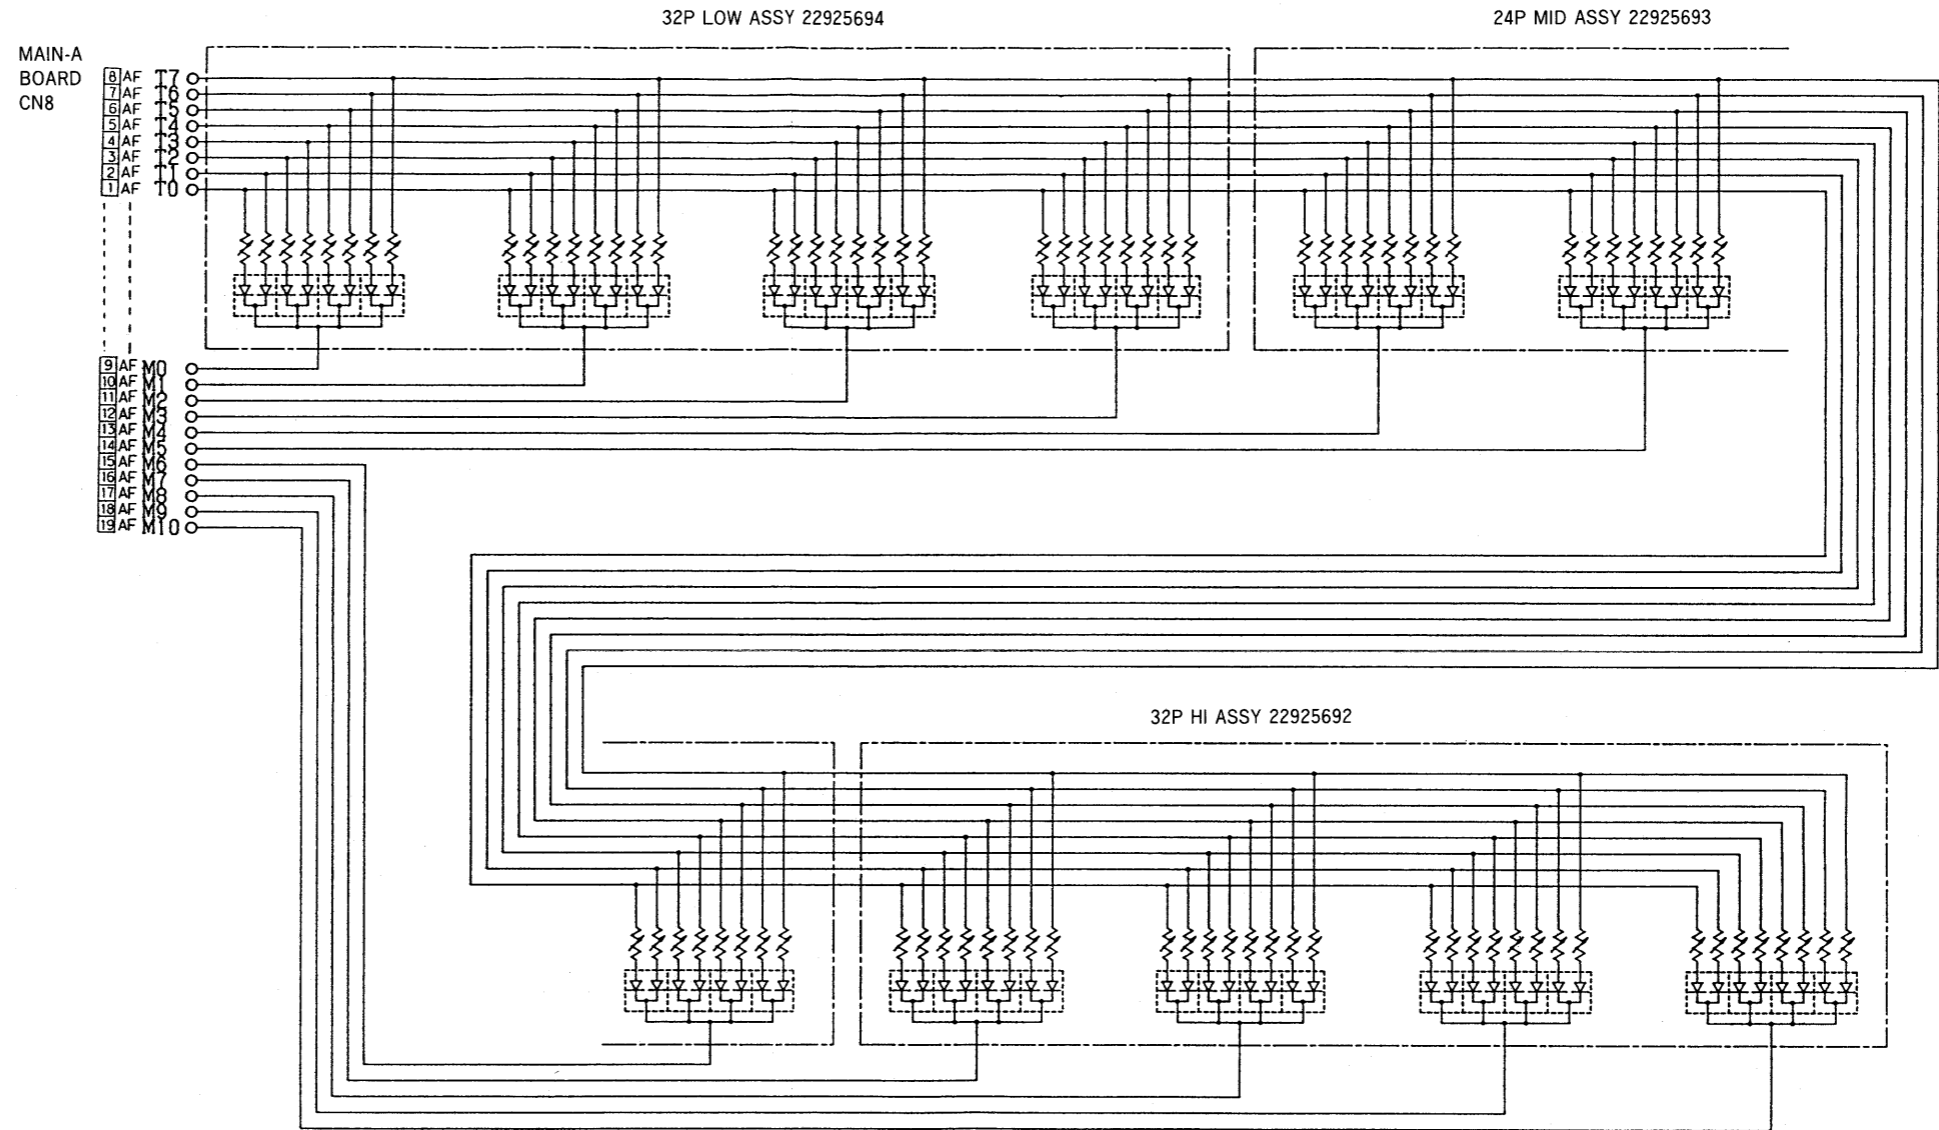 32P LOW ASSY 22925694
24P MID ASSY 22925693
MAIN-A
BOARD
CN8
8 AF T7
7 AF T6
6 AF T5
5 AF T4
4 AF T3
3 AF T2
2 AF T1
1 AF T0
9 AF M0
10 AF M1
11 AF M2
12 AF M3
13 AF M4
14 AF M5
15 AF M6
16 AF M7
17 AF M8
18 AF M9
19 AF M10
32P HI ASSY 22925692